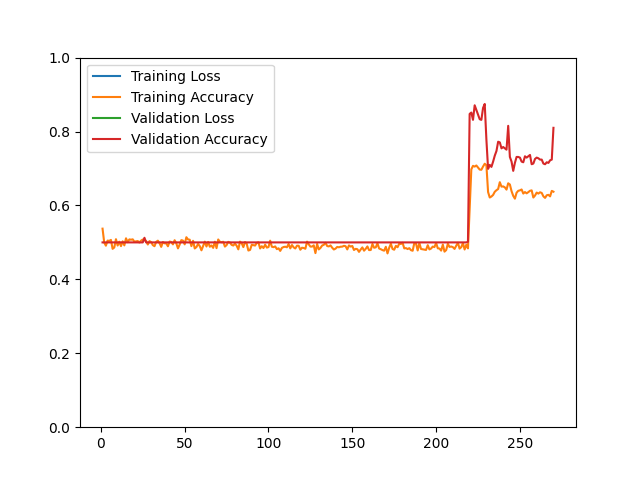 1.0
0.8
0.6
0.4
0.2
0.0
Training Loss
Training Accuracy
Validation Loss
Validation Accuracy
0 50 100 150 200 250